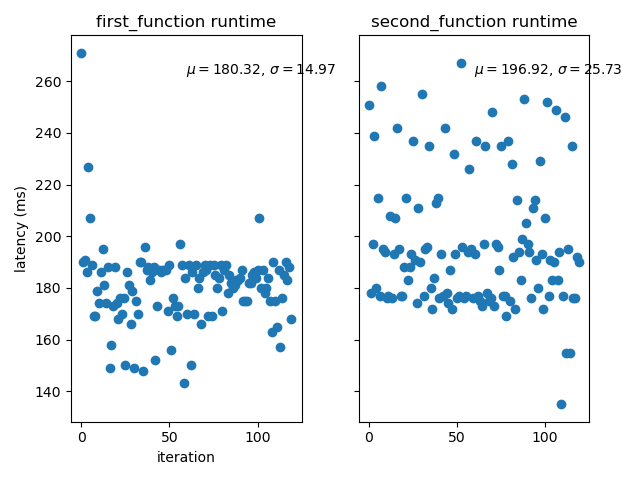 first_function runtime
second_function runtime
μ = 180.32, σ = 14.97
μ = 196.92, σ = 25.73
260
240
220
200
180
160
140
latency (ms)
0 50 100
0 50 100
iteration